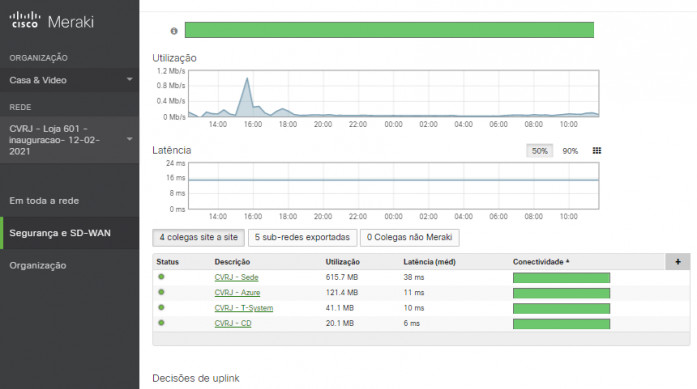 CISCO Meraki
ORGANIZAÇÃO
Casa & Video
REDE
CVRJ - Loja 601 -
inauguracao- 12-02-
2021
Em toda a rede
Segurança e SD-WAN
Organização
Utilização
1.2 Mb/s
0.8 Mb/s
0.4 Mb/s
0 Mb/s
14:00 16:00 18:00 20:00 22:00 00:00 02:00 04:00 06:00 08:00 10:00
Latência
50% 90%
24 ms
16 ms
8 ms
0 ms
14:00 16:00 18:00 20:00 22:00 00:00 02:00 04:00 06:00 08:00 10:00
4 colegas site a site 5 sub-redes exportadas 0 Colegas não Meraki
Status Descrição Utilização Latência (méd) Conectividade +
CVRJ - Sede 615.7 MB 38 ms
CVRJ - Azure 121.4 MB 11 ms
CVRJ - T-System 41.1 MB 10 ms
CVRJ - CD 20.1 MB 6 ms
Decisões de uplink